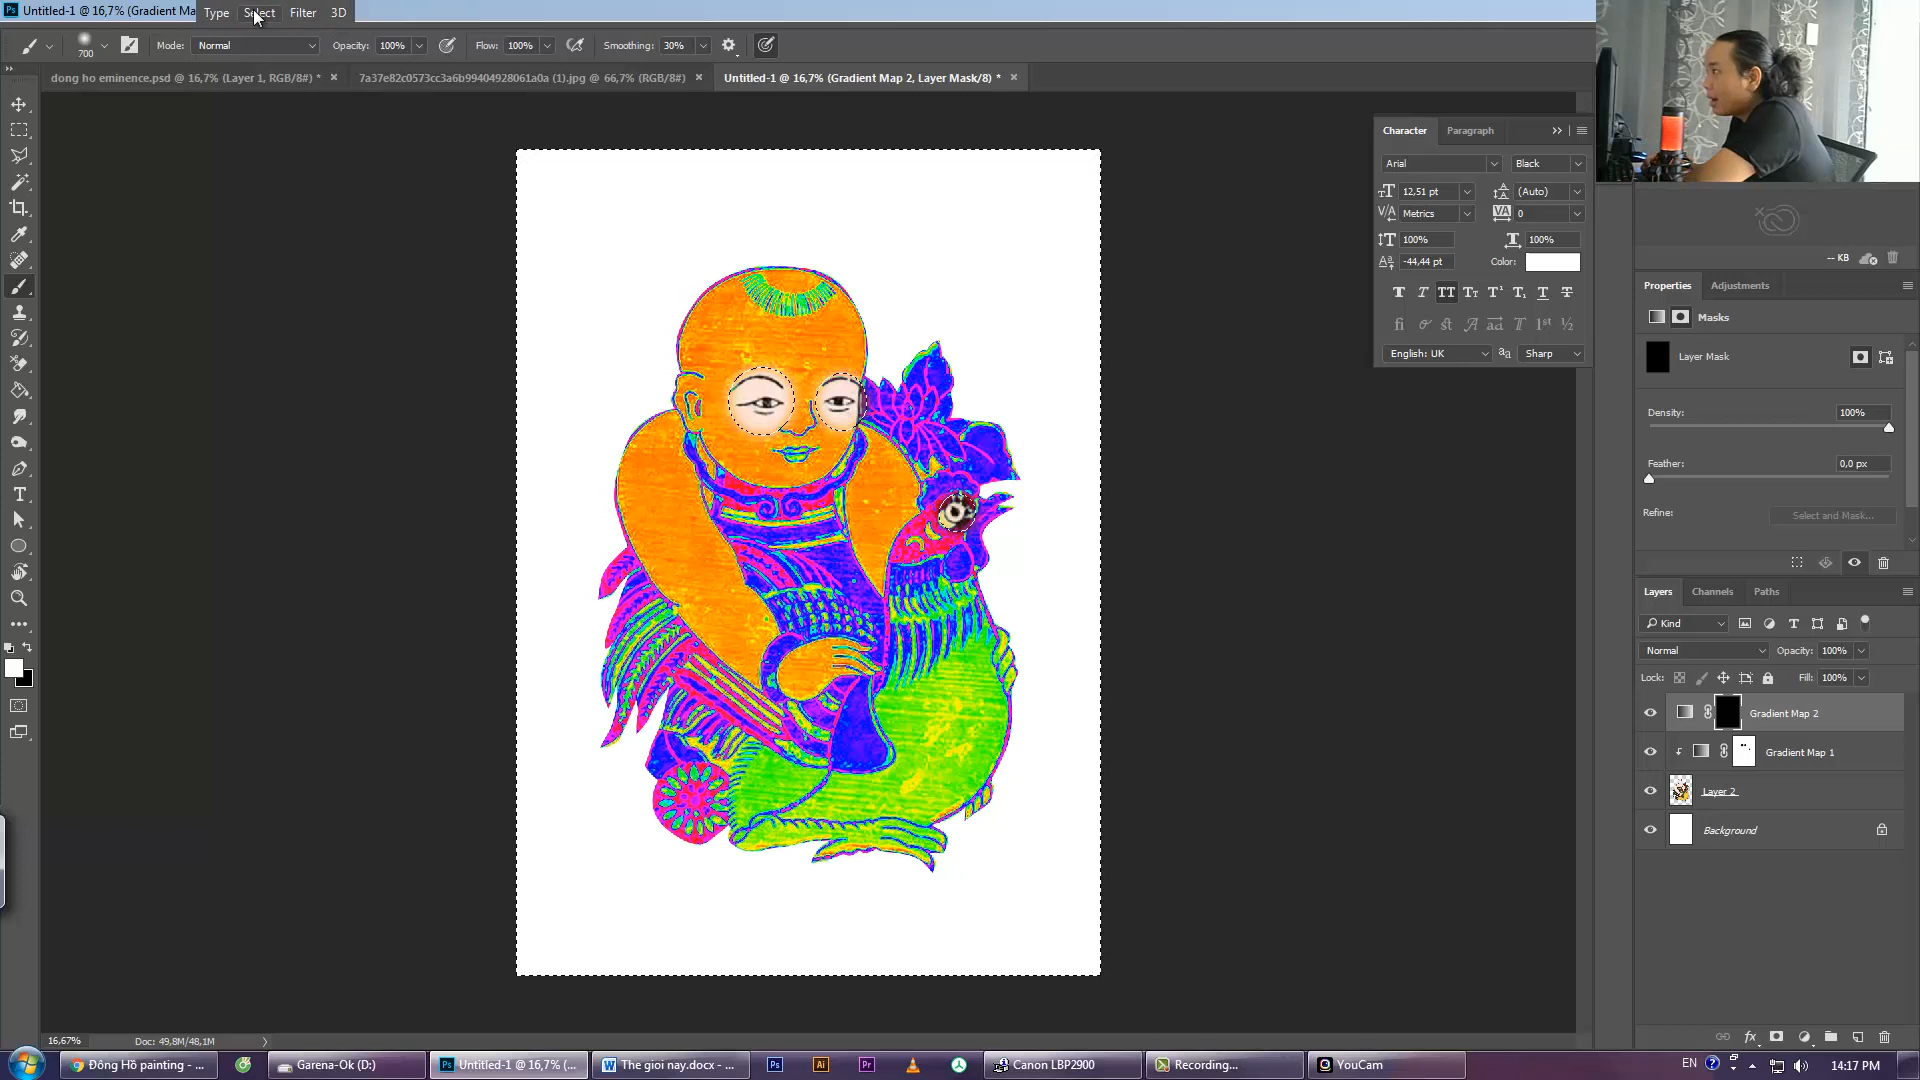 Untitled-1 @ 16,7% (Gradient Ma
Type Select Filter 3D
700 Mode: Normal Opacity: 100% Flow: 100% Smoothing: 30%
dong ho eminence.psd @ 16,7% (Layer 1, RGB/8#) * × 7a37e82c0573cc3a6b99404928061a0a (1).jpg @ 66,7% (RGB/8#) × Untitled-1 @ 16,7% (Gradient Map 2, Layer Mask/8) * ×
Character Paragraph
Arial Black
12,51 pt (Auto)
Metrics 0
100% 100%
-44,44 pt Color:
English: UK Sharp
-- KB
Properties Adjustments
Masks
Layer Mask
Density: 100%
Feather: 0,0 px
Refine: Select and Mask...
Layers Channels Paths
Kind
Normal Opacity: 100%
Lock: Fill: 100%
Gradient Map 2
Gradient Map 1
Layer 2
Background
16,67% Doc: 49,8M/48,1M
Đông Hồ painting - ... Garena-Ok (D:) Untitled-1 @ 16,7% (... The gioi nay.docx - ... Ps Ai Pr Canon LBP2900 Recording... YouCam EN 14:17 PM